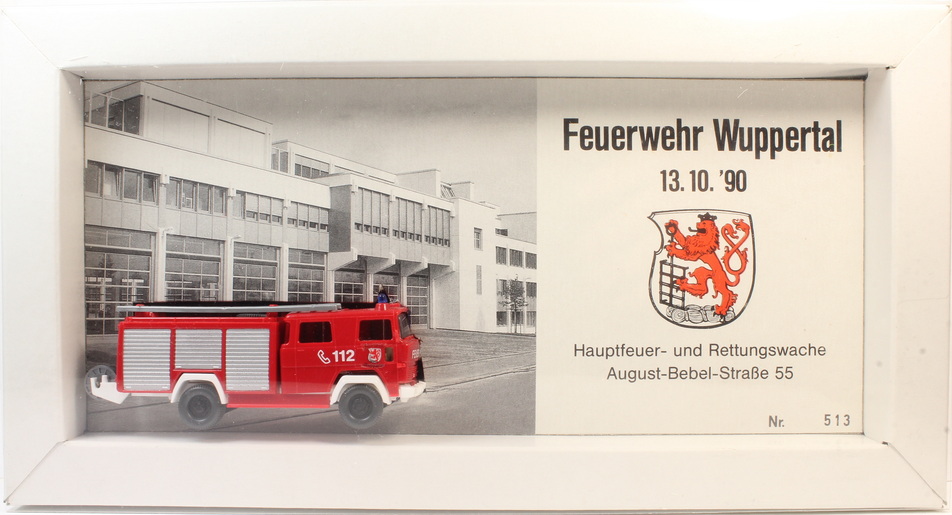 Feuerwehr Wuppertal
13. 10. '90
112
Hauptfeuer- und Rettungswache
August-Bebel-Straße 55
Nr. 513